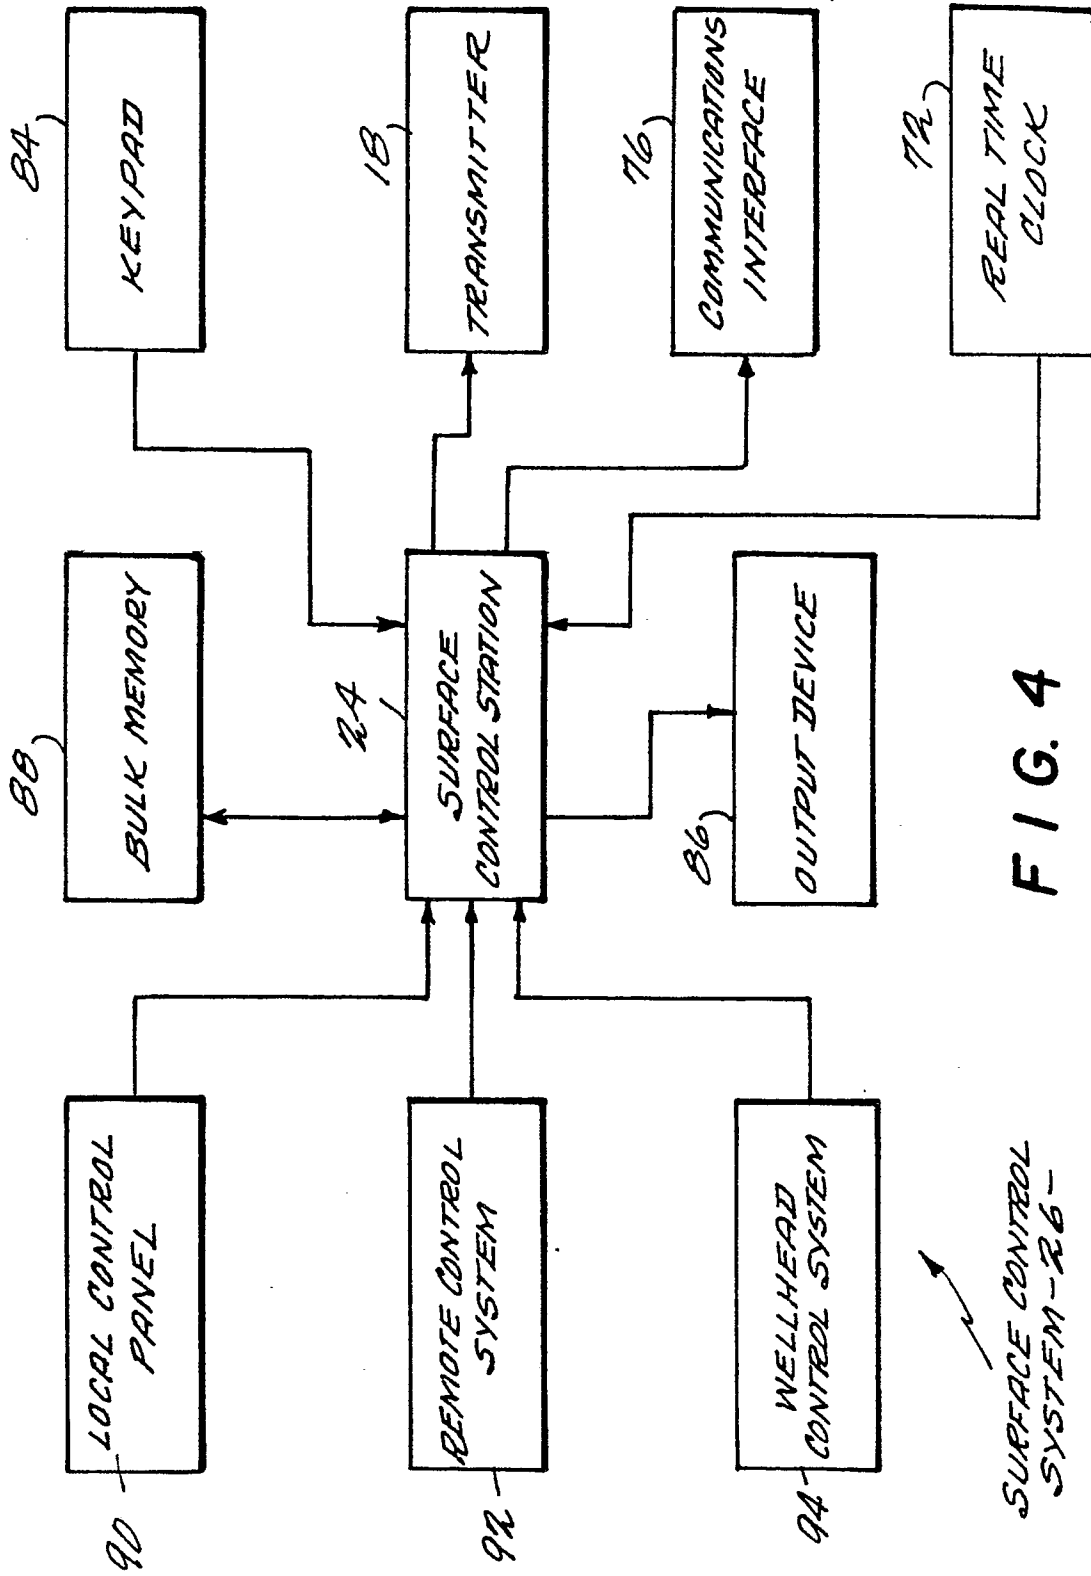 90
LOCAL CONTROL
PANEL
88
BULK MEMORY
84
KEYPAD
92
REMOTE CONTROL
SYSTEM
24
SURFACE
CONTROL STATION
18
TRANSMITTER
94
WELLHEAD
CONTROL SYSTEM
86
OUTPUT DEVICE
76
COMMUNICATIONS
INTERFACE
72
REAL TIME
CLOCK
SURFACE CONTROL
SYSTEM-26-
FIG. 4